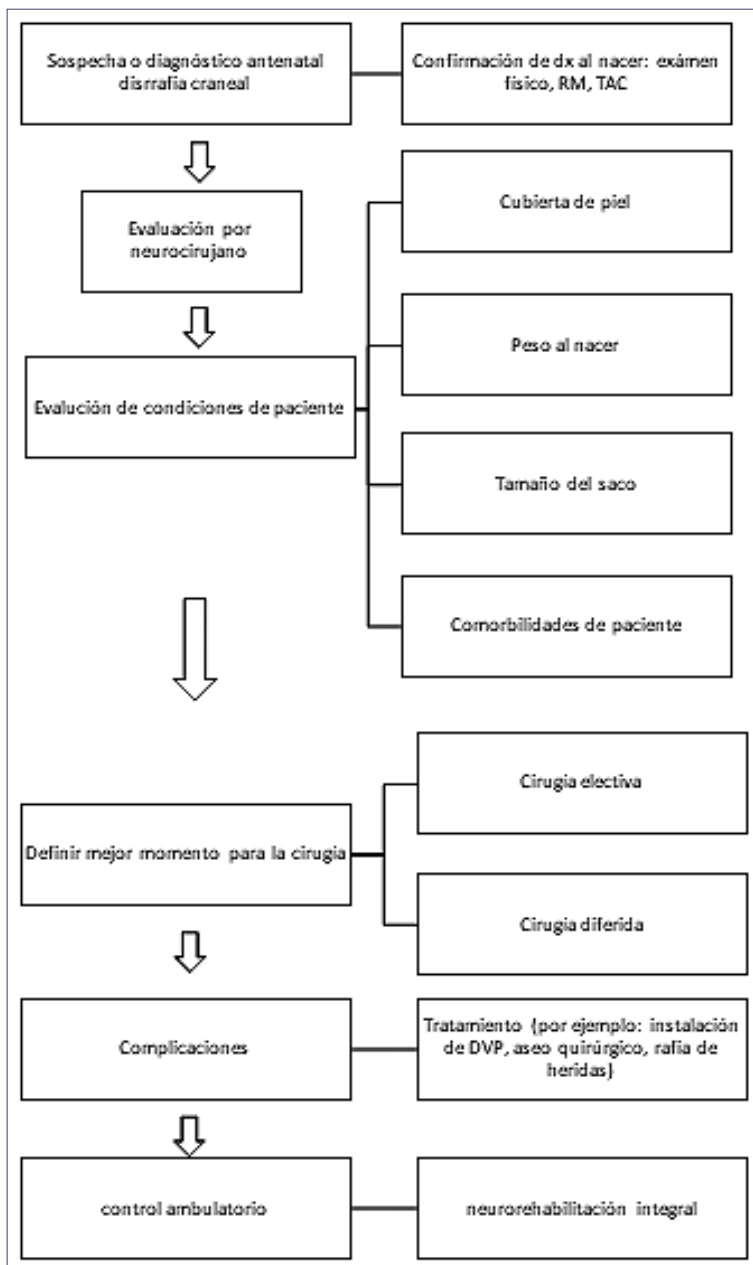 Sospecha o diagnóstico antenatal
disrrafia craneal
Confirmación de dx al nacer: exámen
físico, RM, TAC
Evaluación por
neurocirujano
Cubierta de piel
Peso al nacer
Evalución de condiciones de paciente
Tamaño del saco
Comorbilidades de paciente
Cirugia electiva
Definir mejor momento para la cirugia
Cirugia diferida
Complicaciones
Tratamiento (por ejemplo: instalación
de DVP, aseo quirúrgico, rafia de
heridas)
control ambulatorio
neurorehabilitación integral